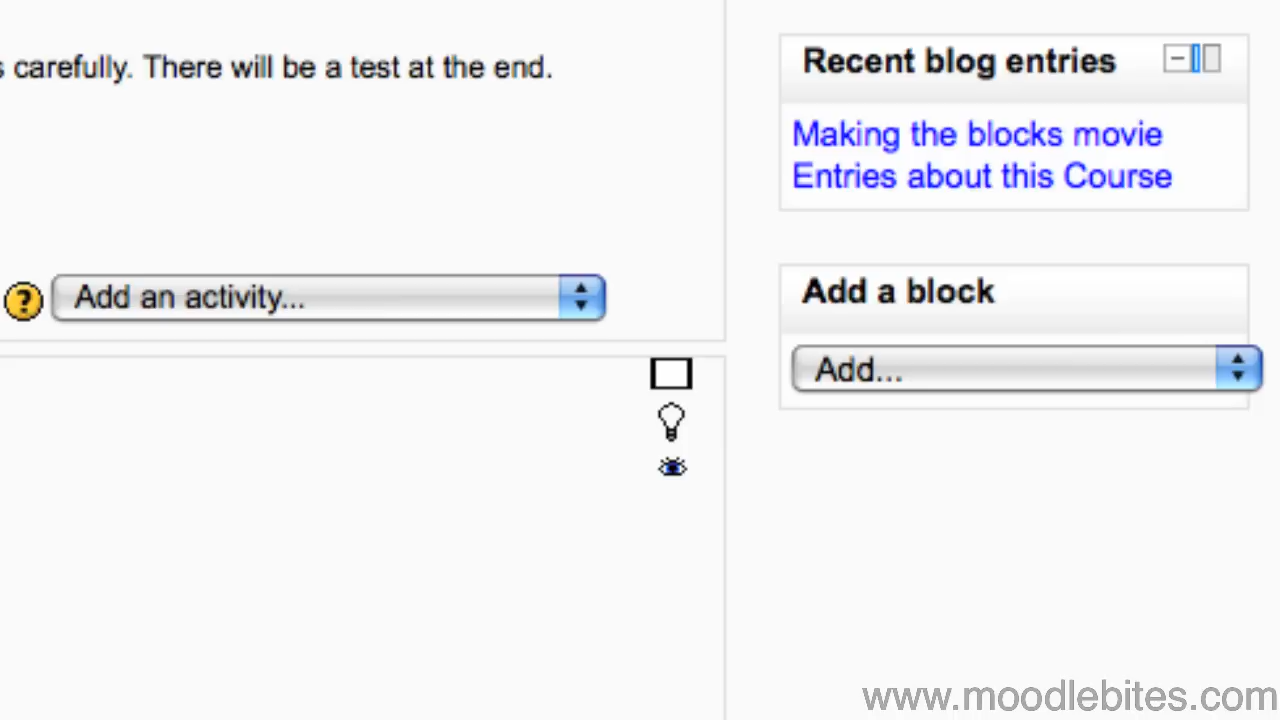 s carefully. There will be a test at the end.
Add an activity...
Recent blog entries
Making the blocks movie
Entries about this Course
Add a block
Add...
www.moodlebites.com